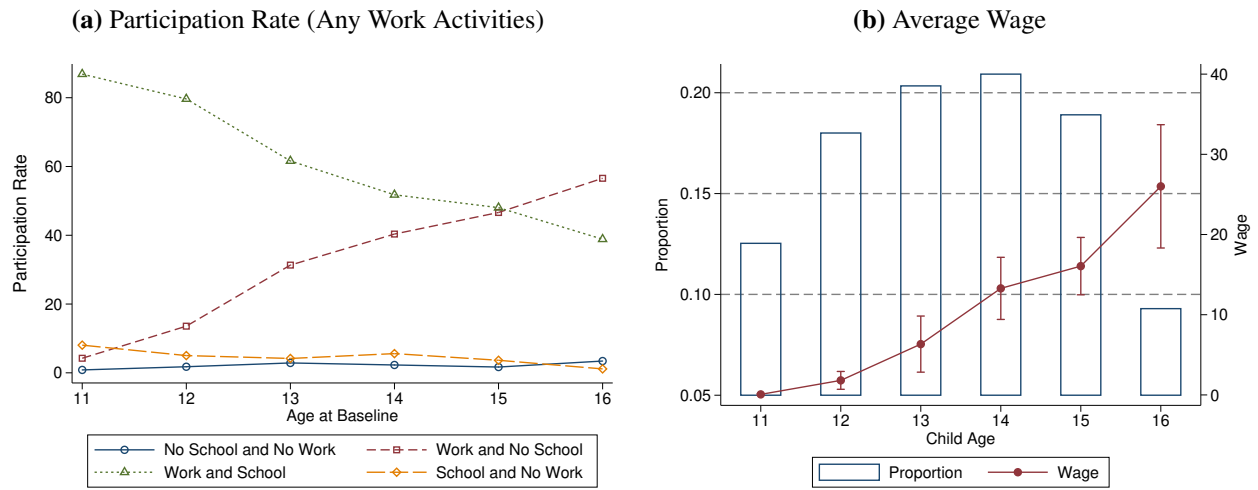 (a) Participation Rate (Any Work Activities)
Participation Rate
80
60
40
20
0
11 12 13 14 15 16
Age at Baseline
No School and No Work
Work and No School
Work and School
School and No Work
(b) Average Wage
Proportion
0.20
0.15
0.10
0.05
40
30
20
10
0
Wage
11 12 13 14 15 16
Child Age
Proportion
Wage